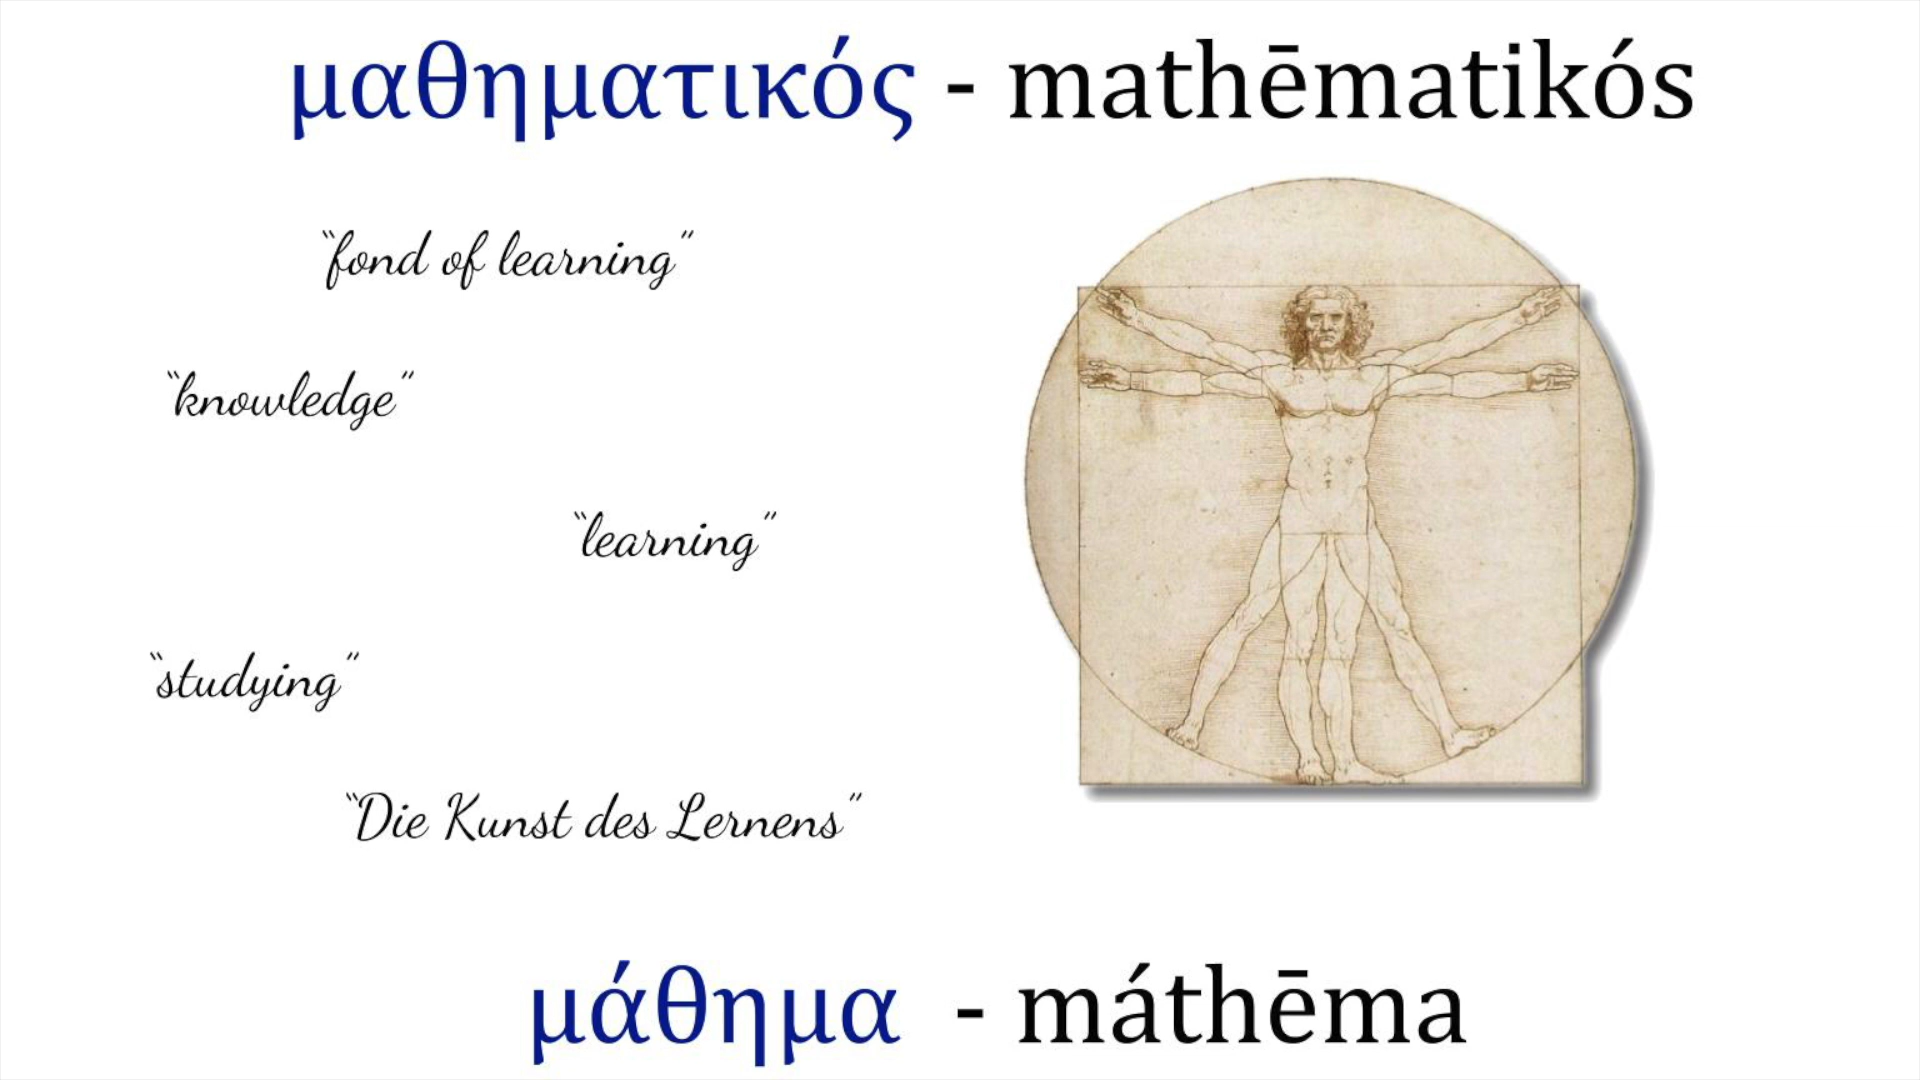 μαθηματικός - mathēmatikós
“fond of learning”
“knowledge”
“learning”
“studying”
“Die Kunst des Lernens”
μάθημα - máthēma